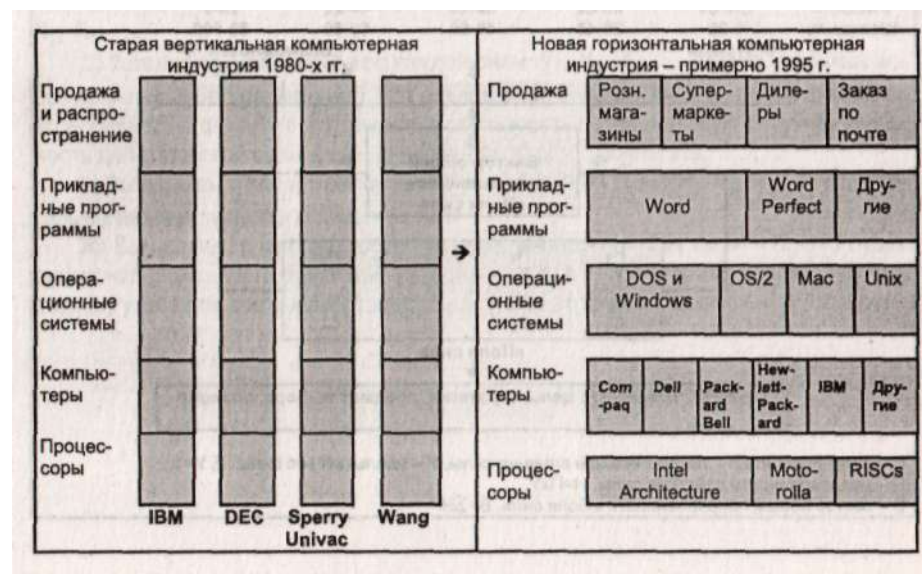 Старая вертикальная компьютерная
индустрия 1980-х гг.
Продажа
и распро-
странение
Приклад-
ные прог-
раммы
Опера-
ционные
системы
Компью-
теры
Процес-
соры
IBM DEC Sperry Wang
Univac
Новая горизонтальная компьютерная
индустрия – примерно 1995 г.
Продажа
Розн.
мага-
зины
Супер-
марке-
ты
Диле-
ры
Заказ
по
почте
Приклад-
ные прог-
раммы
Word
Word
Perfect
Дру-
гие
Операци-
онные
системы
DOS и
Windows
OS/2
Mac
Unix
Компью-
теры
Com
-paq
Dell
Pack-
ard
Bell
Hew-
lett-
Pack-
ard
IBM
Дру-
гие
Процес-
соры
Intel
Architecture
Moto-
rolla
RISCs